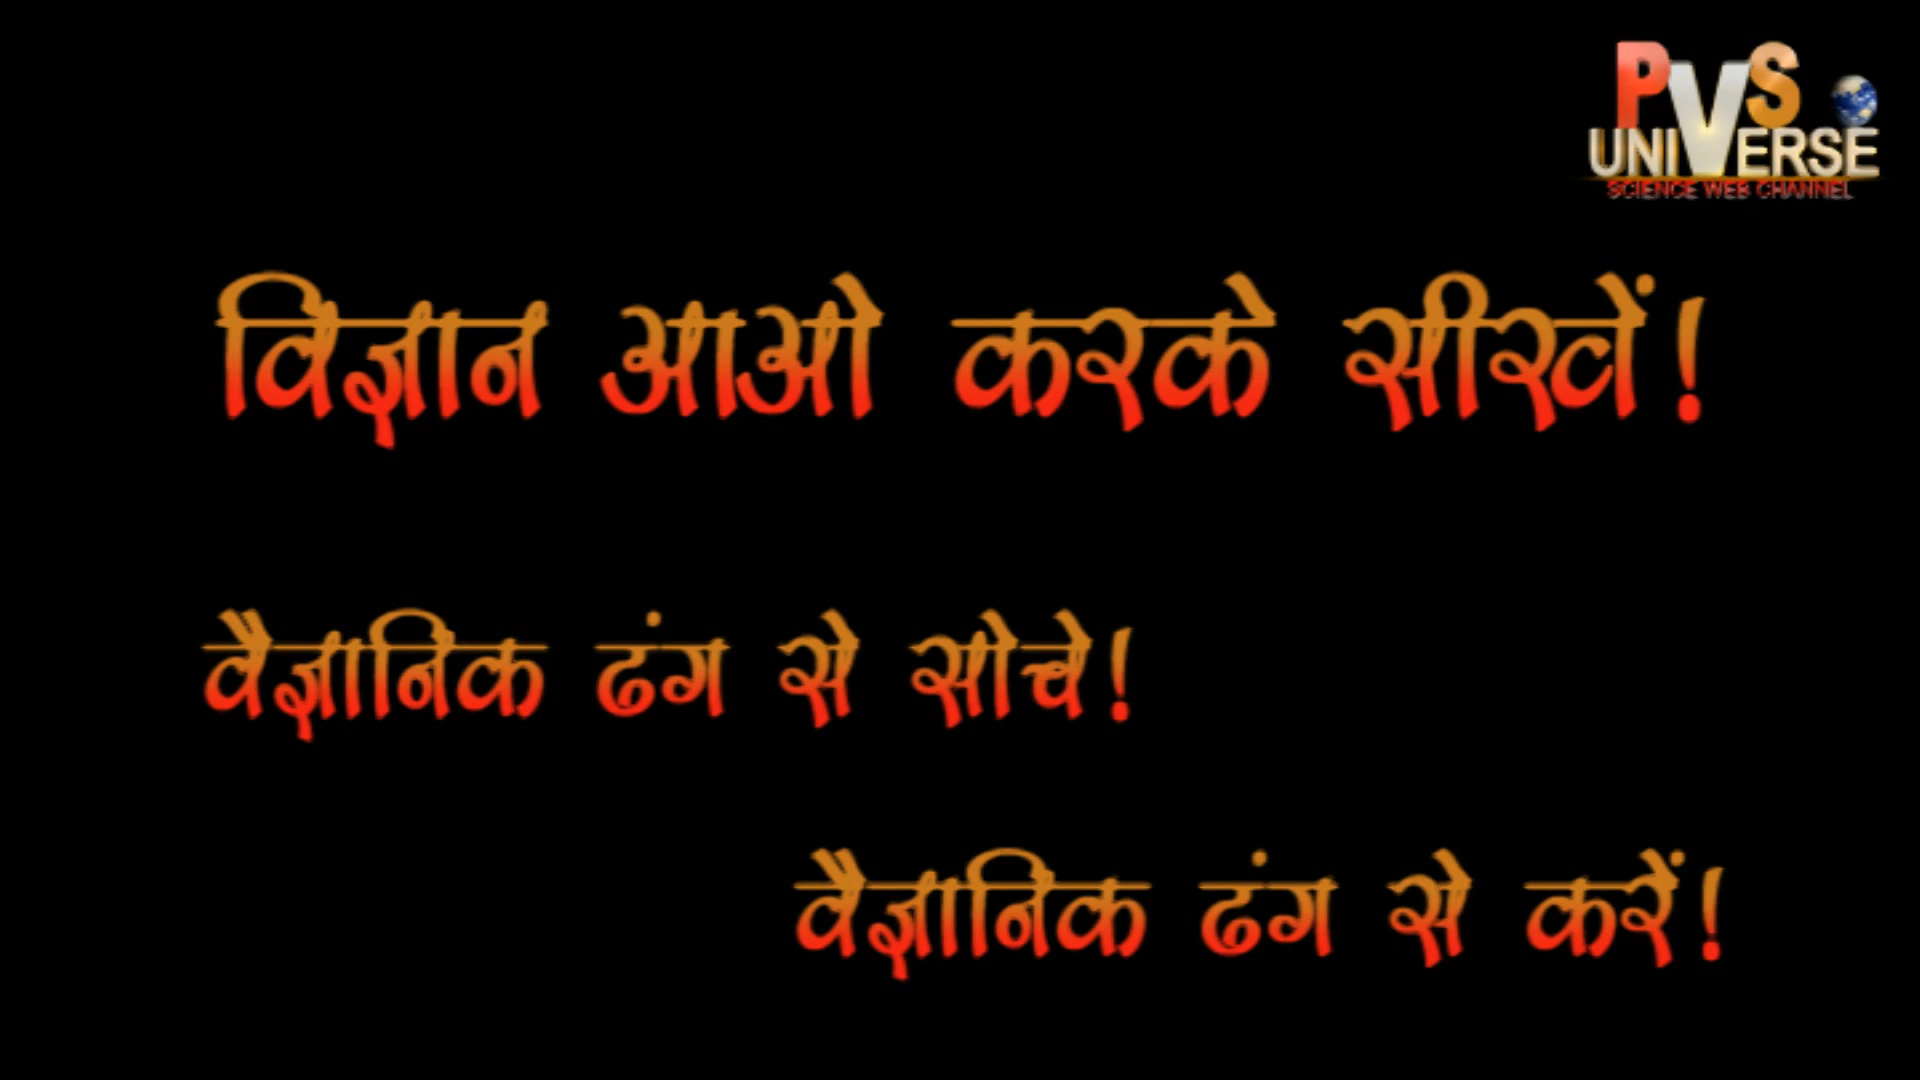 PVS
UNIVERSE
SCIENCE WEB CHANNEL
विज्ञान आओ करके सीखें!
वैज्ञानिक ढंग से सोचे!
वैज्ञानिक ढंग से करें!